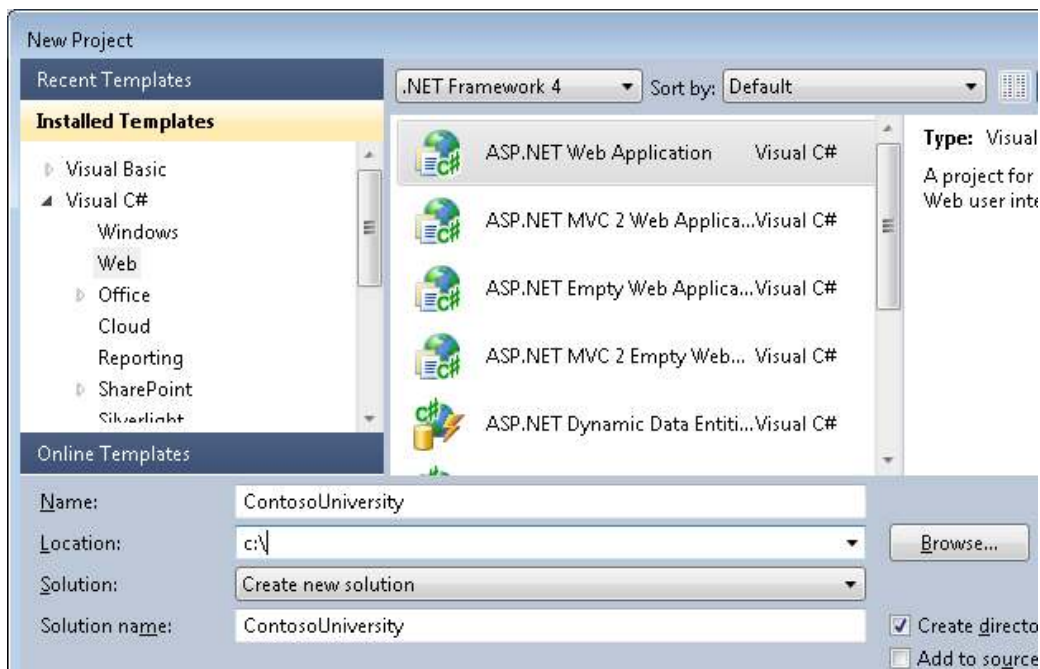 New Project
Recent Templates
Installed Templates
Visual Basic
Visual C#
Windows
Web
Office
Cloud
Reporting
SharePoint
Silverlight
Online Templates
.NET Framework 4 Sort by: Default
ASP.NET Web Application Visual C#
ASP.NET MVC 2 Web Applica...Visual C#
ASP.NET Empty Web Applica...Visual C#
ASP.NET MVC 2 Empty Web... Visual C#
ASP.NET Dynamic Data Entiti...Visual C#
Type: Visual
A project for
Web user inte
Name: ContosoUniversity
Location: c:\ Browse...
Solution: Create new solution
Solution name: ContosoUniversity
Create directo
Add to source